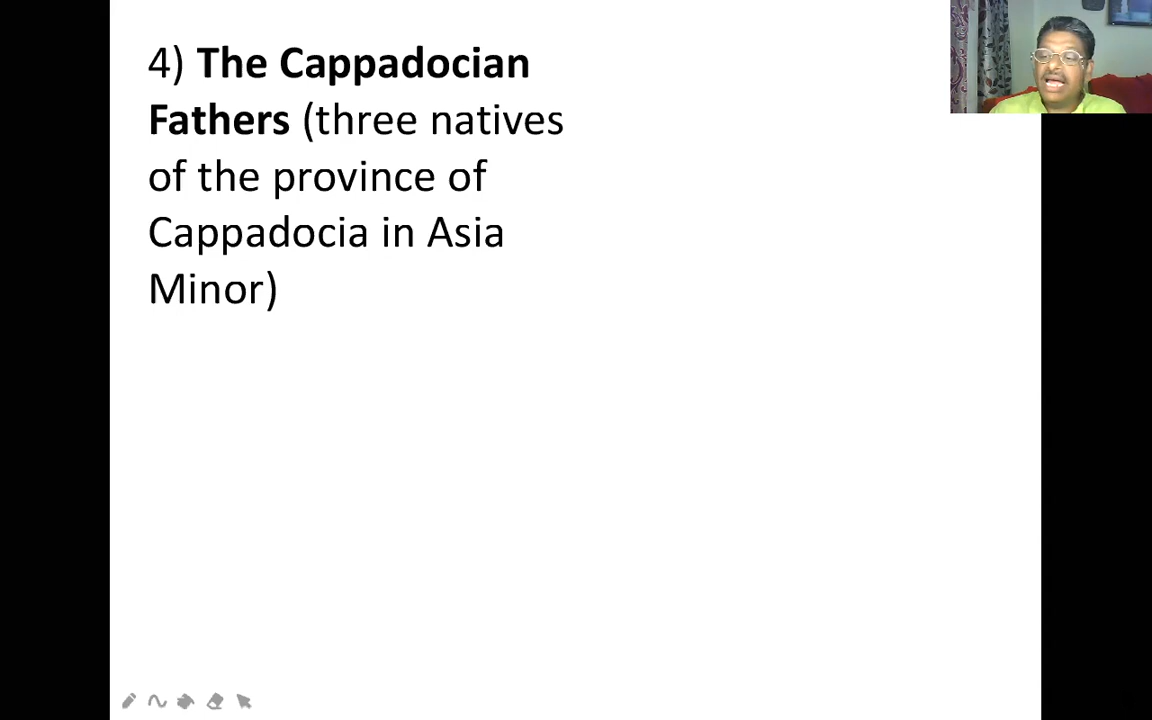 4) The Cappadocian
Fathers (three natives
of the province of
Cappadocia in Asia
Minor)